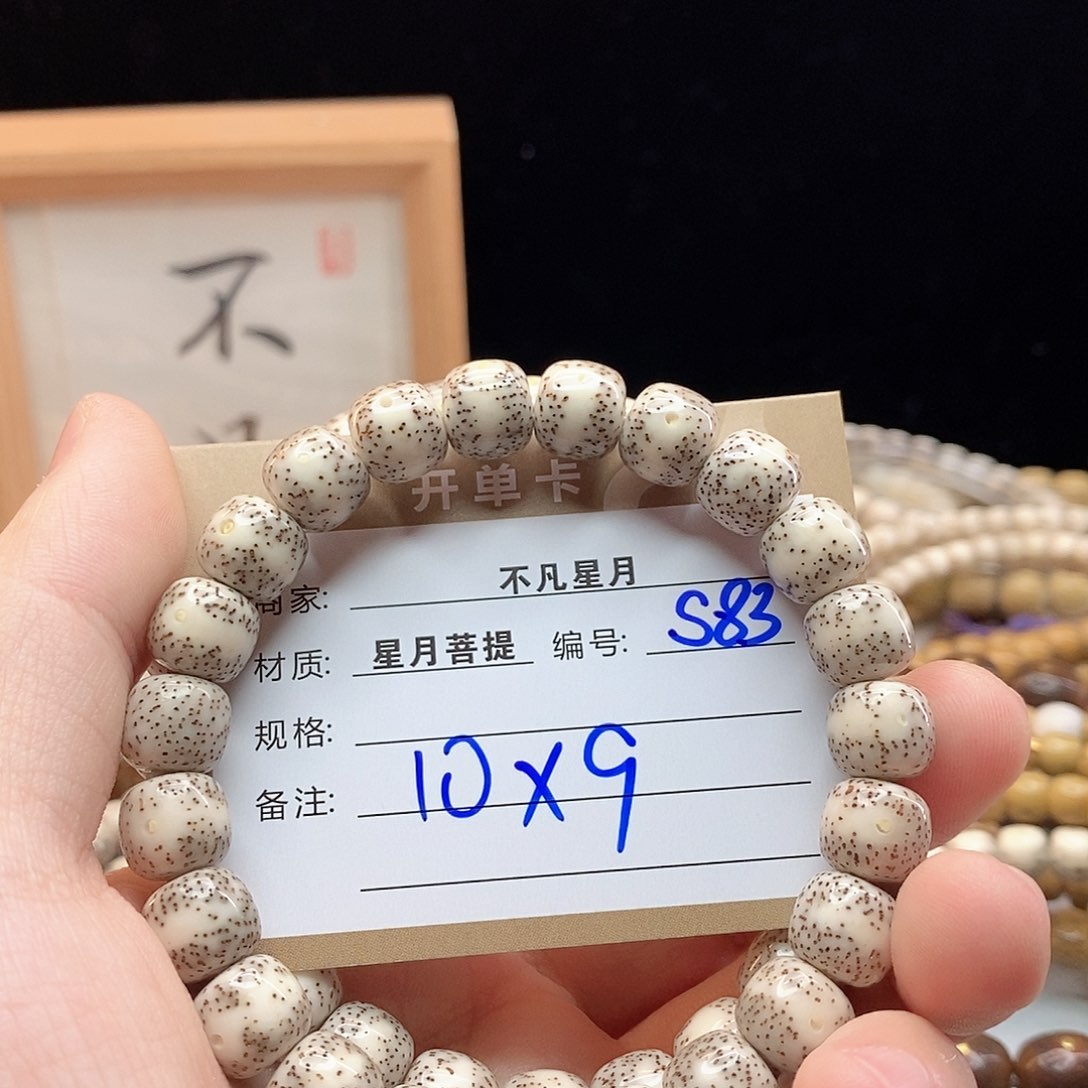 不
开单卡
商家: 不凡星月
材质: 星月菩提 编号: S83
规格:
备注: 10x9